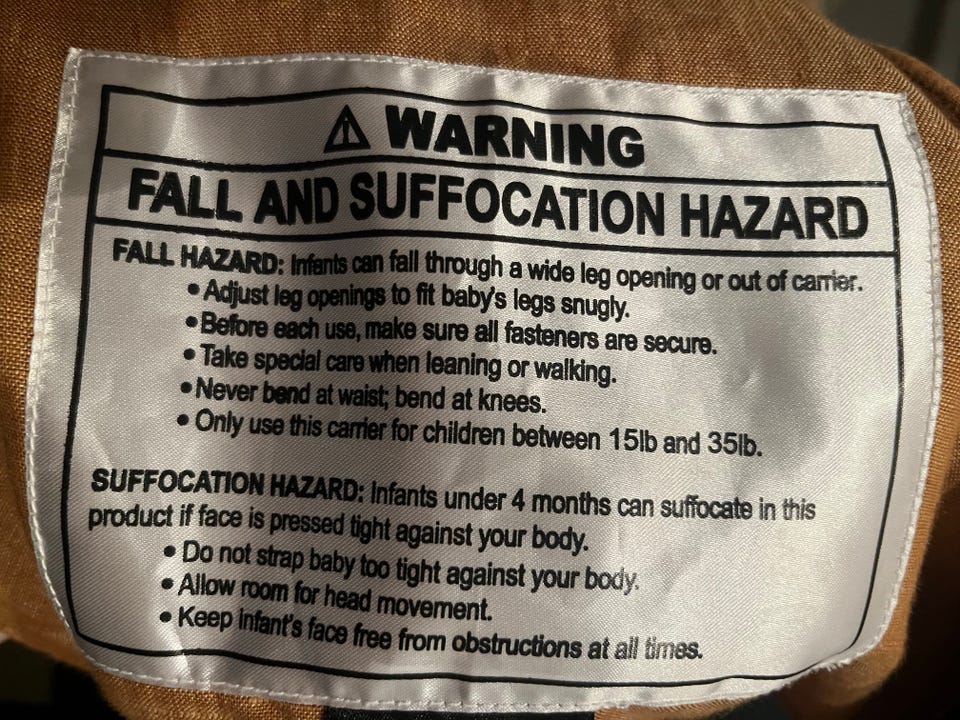 ⚠ WARNING
FALL AND SUFFOCATION HAZARD
FALL HAZARD: Infants can fall through a wide leg opening or out of carrier.
• Adjust leg openings to fit baby's legs snugly.
• Before each use, make sure all fasteners are secure.
• Take special care when leaning or walking.
• Never bend at waist; bend at knees.
• Only use this carrier for children between 15lb and 35lb.
SUFFOCATION HAZARD: Infants under 4 months can suffocate in this
product if face is pressed tight against your body.
• Do not strap baby too tight against your body.
• Allow room for head movement.
• Keep infant's face free from obstructions at all times.